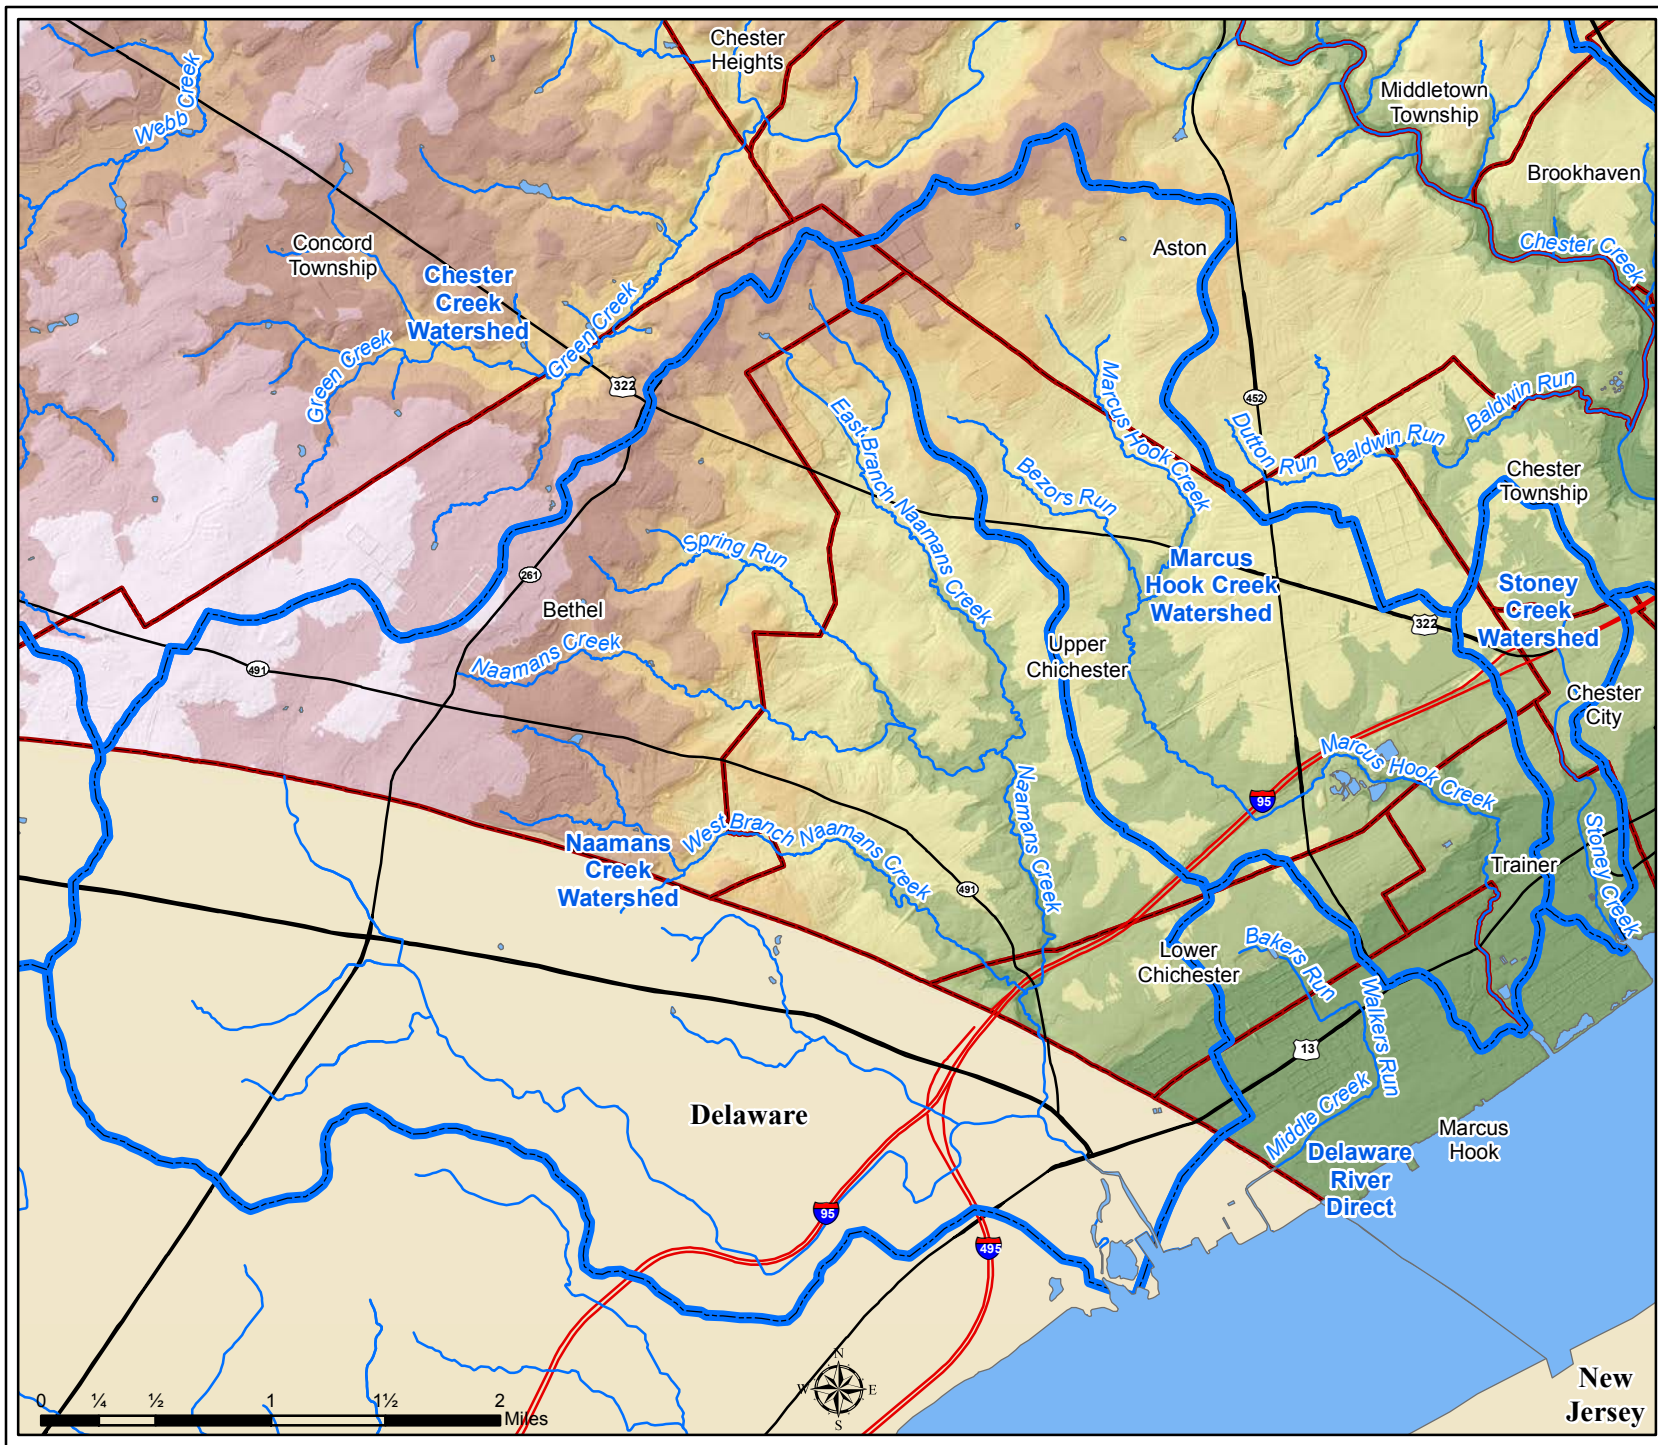 Chester
Heights
Middletown
Township
Webb Creek
Brookhaven
Concord
Township
Aston
Chester Creek
Chester
Creek
Watershed
Green Creek
Green Creek
322
452
Marcus Hook Creek
Baldwin Run
Dutton Run
Baldwin Run
East Branch Naamans Creek
Bezors Run
Chester
Township
Spring Run
Marcus
Hook Creek
Watershed
Stoney
Creek
Watershed
261
Bethel
322
Naamans Creek
Upper
Chichester
491
Chester
City
Marcus Hook Creek
95
Naamans Creek
Naamans
Creek
Watershed
West Branch Naamans Creek
491
Trainer
Stoney Creek
Lower
Chichester
Bakers Run
Walkers Run
13
Delaware
Middle Creek
Marcus
Hook
Delaware
River
Direct
95
495
N
W E
S
0 ¼ ½ 1 1½ 2
Miles
New
Jersey